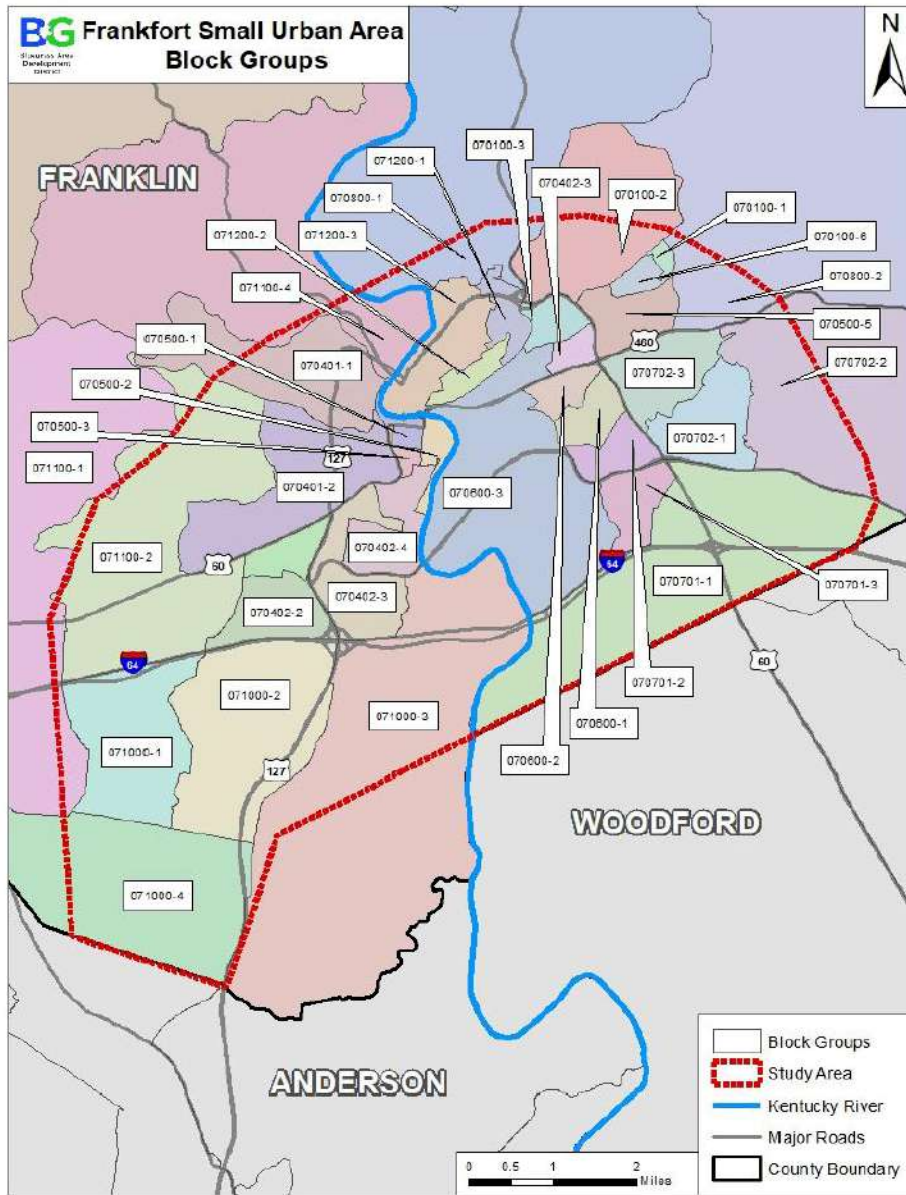 B&G
Bluegrass Area
Development
DISTRICT
Frankfort Small Urban Area
Block Groups
N
FRANKLIN
070100-3
071200-1
070402-3
070800-1
070100-2
071200-2
071200-3
070100-1
070100-6
071100-4
070800-2
070500-1
070500-5
070401-1
460
070500-2
070702-3
070702-2
070500-3
070702-1
071100-1
127
070401-2
070600-3
071100-2
070402-4
60
64
070701-1
070402-2
070402-3
070701-3
64
60
070701-2
071000-2
071000-3
070600-1
071000-1
070600-2
127
WOODFORD
071000-4
ANDERSON
Block Groups
Study Area
Kentucky River
Major Roads
County Boundary
0 0.5 1 2
Miles